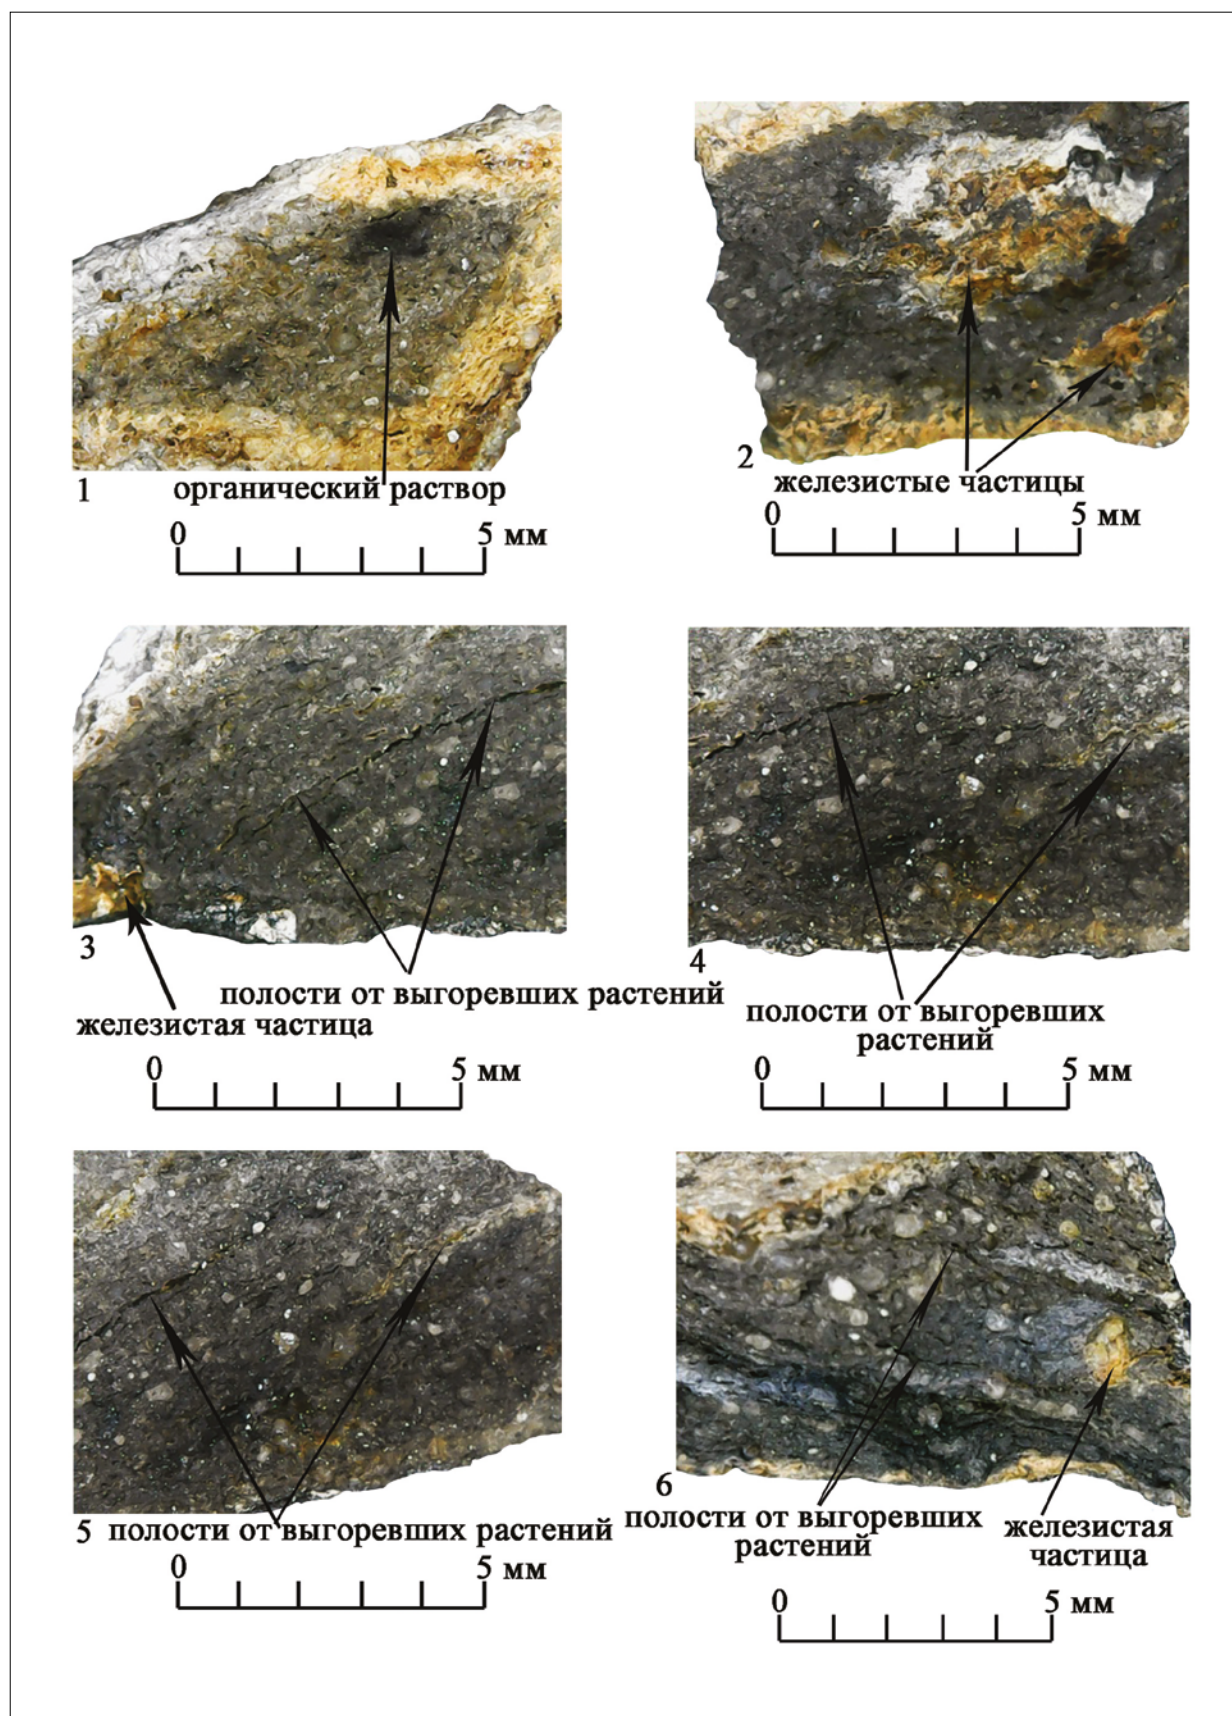 1
органический раствор
0 5 мм
2
железистые частицы
0 5 мм
3
полости от выгоревших растений
железистая частица
0 5 мм
4
полости от выгоревших
растений
0 5 мм
5 полости от выгоревших растений
0 5 мм
6
полости от выгоревших
растений
железистая
частица
0 5 мм